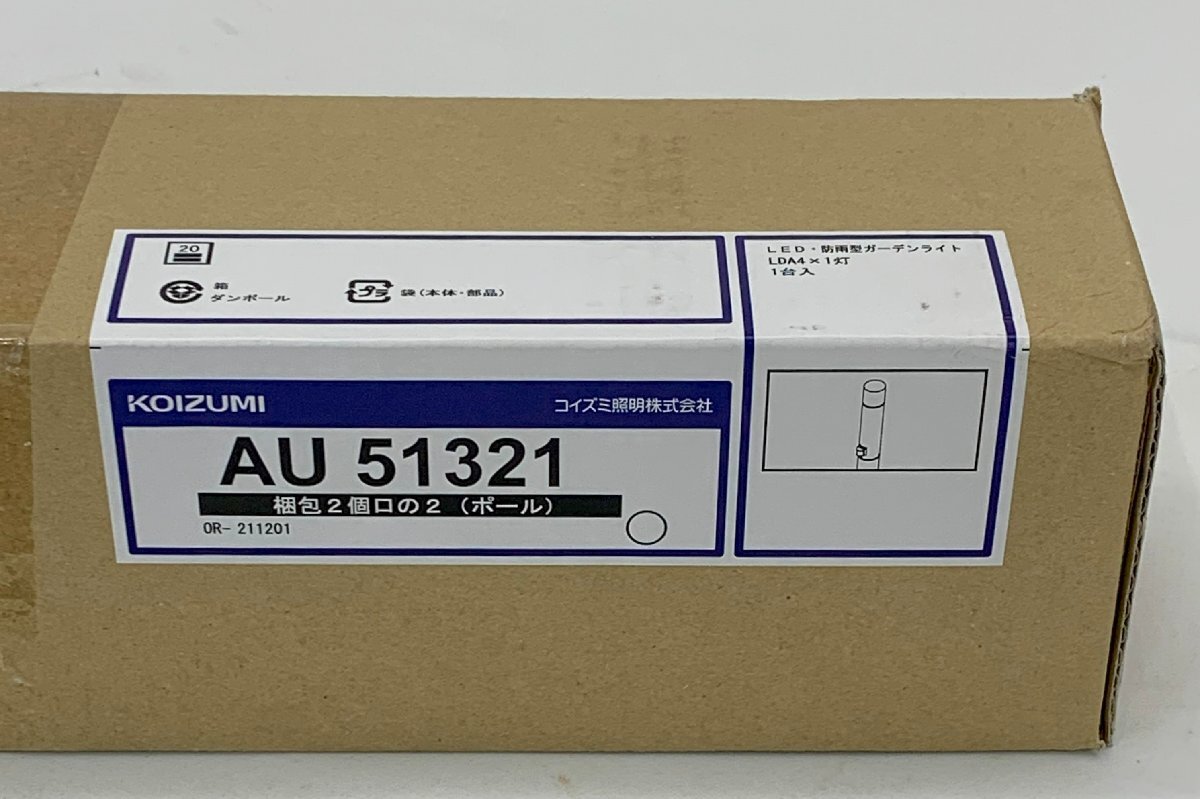 20
箱
ダンボール
プラ
袋(本体・部品)
LED・防雨型ガーデンライト
LDA4×1灯
1台入
KOIZUMI
コイズミ照明株式会社
AU 51321
梱包2個口の2(ポール)
OR- 211201